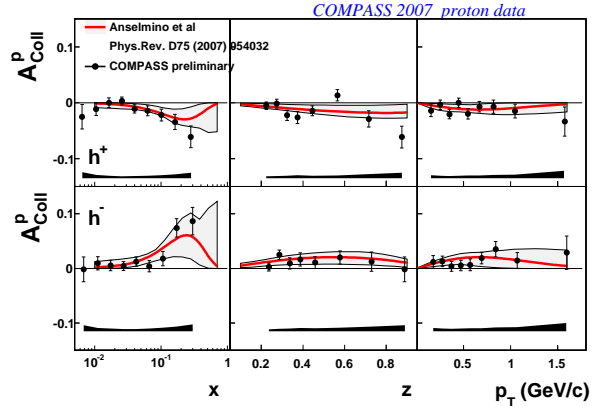 COMPASS 2007 proton data
Anselmino et al
Phys.Rev. D75 (2007) 054032
COMPASS preliminary
A^p_Coll
0.1
0
-0.1
h^+
A^p_Coll
0.1
0
-0.1
h^-
10^-2 10^-1 1 0.2 0.4 0.6 0.8 0.5 1 1.5
x z p_T (GeV/c)